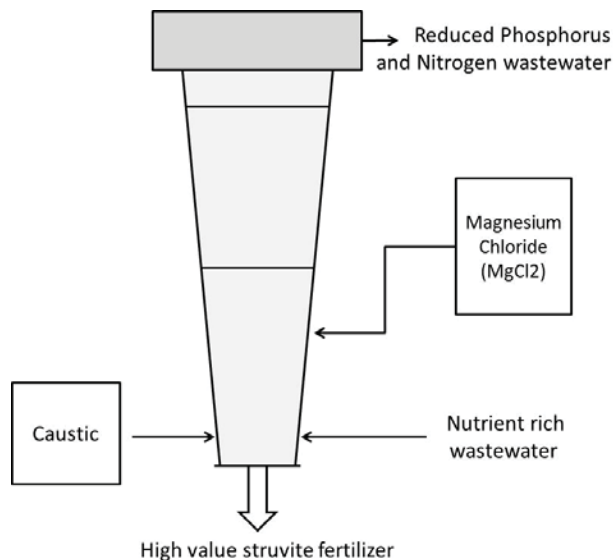 Reduced Phosphorus
and Nitrogen wastewater
Magnesium
Chloride
(MgCl2)
Caustic
Nutrient rich
wastewater
High value struvite fertilizer